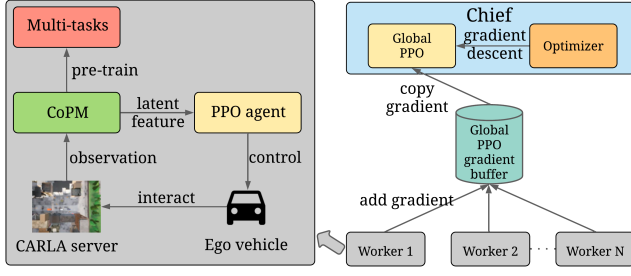 Multi-tasks
pre-train
CoPM
latent
feature
PPO agent
observation
control
interact
CARLA server
Ego vehicle
Chief
Global
PPO
gradient
descent
Optimizer
copy
gradient
Global
PPO
gradient
buffer
add gradient
Worker 1
Worker 2
....
Worker N